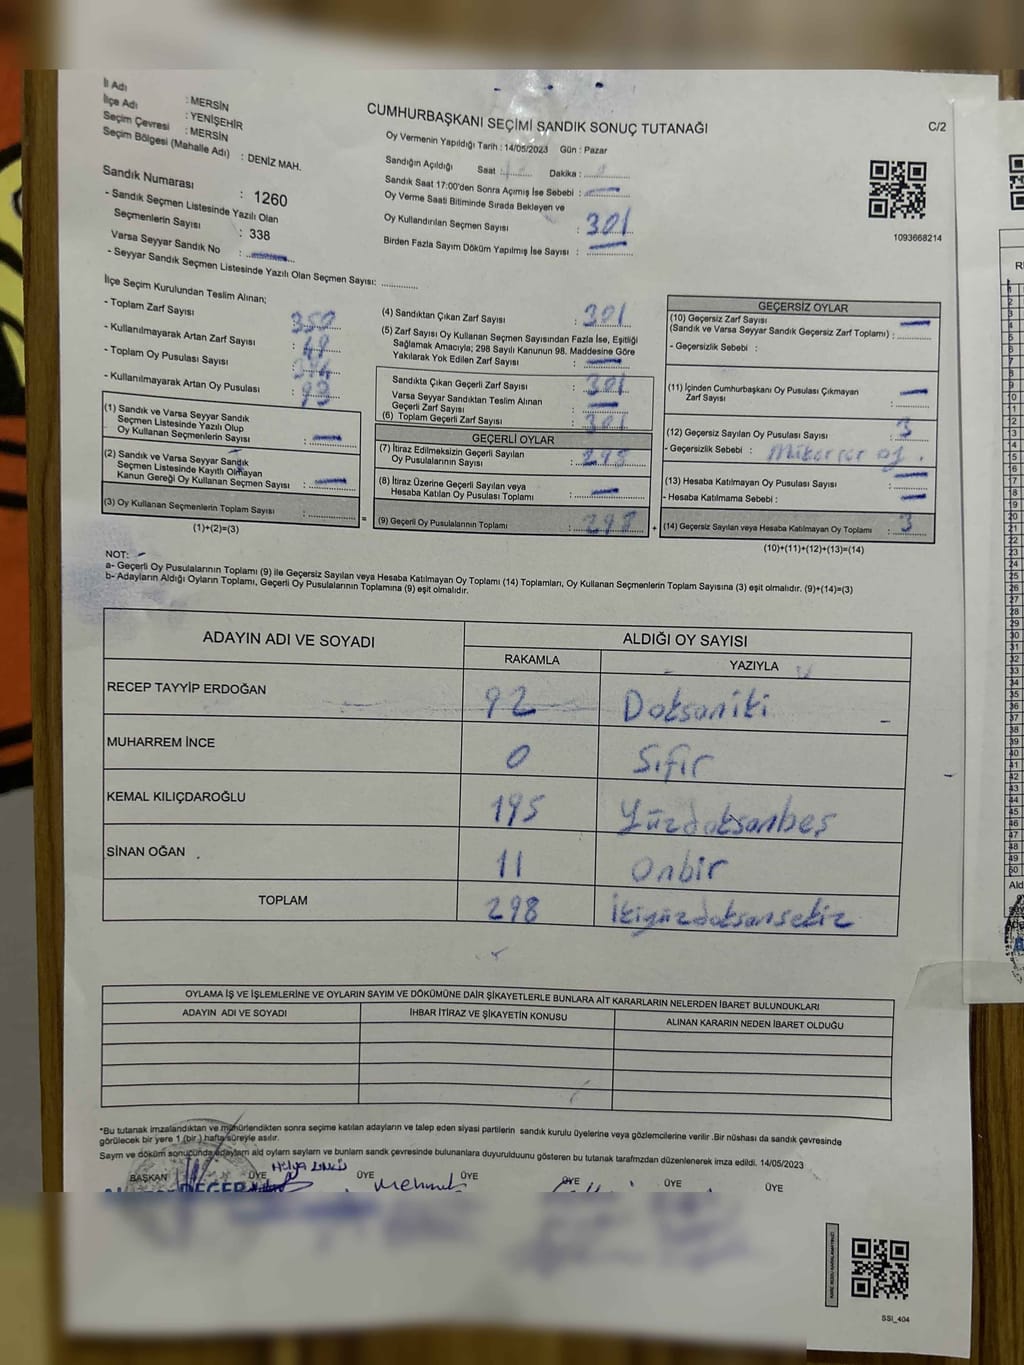 İl Adı : MERSİN
İlçe Adı : YENİŞEHİR
Seçim Çevresi : MERSİN
Seçim Bölgesi (Mahalle Adı) : DENİZ MAH.
CUMHURBAŞKANI SEÇİMİ SANDIK SONUÇ TUTANAĞI
C/2
Oy Vermenin Yapıldığı Tarih : 14/05/2023 Gün : Pazar
Sandığın Açıldığı Saat : Dakika :
Sandık Saat 17:00'den Sonra Açılmış İse Sebebi :
Oy Verme Saati Bitiminde Sırada Bekleyen ve
Oy Kullandırılan Seçmen Sayısı : 301
Birden Fazla Sayım Döküm Yapılmış İse Sayısı :
1093668214
Sandık Numarası : 1260
- Sandık Seçmen Listesinde Yazılı Olan
Seçmenlerin Sayısı : 338
Varsa Seyyar Sandık No :
- Seyyar Sandık Seçmen Listesinde Yazılı Olan Seçmen Sayısı:
İlçe Seçim Kurulundan Teslim Alınan;
- Toplam Zarf Sayısı : 350
- Kullanılmayarak Artan Zarf Sayısı : 49
- Toplam Oy Pusulası Sayısı :
- Kullanılmayarak Artan Oy Pusulası : 93
(1) Sandık ve Varsa Seyyar Sandık
Seçmen Listesinde Yazılı Olup
Oy Kullanan Seçmenlerin Sayısı :
(2) Sandık ve Varsa Seyyar Sandık
Seçmen Listesinde Kayıtlı Olmayan
Kanun Gereği Oy Kullanan Seçmen Sayısı :
(3) Oy Kullanan Seçmenlerin Toplam Sayısı :
(1)+(2)=(3)
(4) Sandıktan Çıkan Zarf Sayısı : 301
(5) Zarf Sayısı Oy Kullanan Seçmen Sayısından Fazla İse, Eşitliği
Sağlamak Amacıyla; 298 Sayılı Kanunun 98. Maddesine Göre
Yakılarak Yok Edilen Zarf Sayısı :
Sandıkta Çıkan Geçerli Zarf Sayısı : 301
Varsa Seyyar Sandıktan Teslim Alınan
Geçerli Zarf Sayısı :
(6) Toplam Geçerli Zarf Sayısı : 301
GEÇERLİ OYLAR
(7) İtiraz Edilmeksizin Geçerli Sayılan
Oy Pusulalarının Sayısı : 298
(8) İtiraz Üzerine Geçerli Sayılan veya
Hesaba Katılan Oy Pusulası Toplamı :
(9) Geçerli Oy Pusulalarının Toplamı : 298
GEÇERSİZ OYLAR
(10) Geçersiz Zarf Sayısı
(Sandık ve Varsa Seyyar Sandık Geçersiz Zarf Toplamı) :
- Geçersizlik Sebebi :
(11) İçinden Cumhurbaşkanı Oy Pusulası Çıkmayan
Zarf Sayısı :
(12) Geçersiz Sayılan Oy Pusulası Sayısı : 3
- Geçersizlik Sebebi : Mükerrer oy.
(13) Hesaba Katılmayan Oy Pusulası Sayısı :
- Hesaba Katılmama Sebebi :
(14) Geçersiz Sayılan veya Hesaba Katılmayan Oy Toplamı : 3
(10)+(11)+(12)+(13)=(14)
NOT:
a- Geçerli Oy Pusulalarının Toplamı (9) ile Geçersiz Sayılan veya Hesaba Katılmayan Oy Toplamı (14) Toplamları, Oy Kullanan Seçmenlerin Toplam Sayısına (3) eşit olmalıdır. (9)+(14)=(3)
b- Adayların Aldığı Oyların Toplamı, Geçerli Oy Pusulalarının Toplamına (9) eşit olmalıdır.
ADAYIN ADI VE SOYADI ALDIĞI OY SAYISI
RAKAMLA YAZIYLA
RECEP TAYYİP ERDOĞAN 92 Doksaniki
MUHARREM İNCE 0 Sıfır
KEMAL KILIÇDAROĞLU 195 Yüzdoksanbeş
SİNAN OĞAN 11 Onbir
TOPLAM 298 İkiyüzdoksansekiz
OYLAMA İŞ VE İŞLEMLERİNE VE OYLARIN SAYIM VE DÖKÜMÜNE DAİR ŞİKAYETLERLE BUNLARA AİT KARARLARIN NELERDEN İBARET BULUNDUKLARI
ADAYIN ADI VE SOYADI İHBAR İTİRAZ VE ŞİKAYETİN KONUSU ALINAN KARARIN NEDEN İBARET OLDUĞU
*Bu tutanak imzalandıktan ve mühürlendikten sonra seçime katılan adayların ve talep eden siyasi partilerin sandık kurulu üyelerine veya gözlemcilerine verilir .Bir nüshası da sandık çevresinde
görülecek bir yere 1 (bir) hafta süreyle asılır.
Sayım ve döküm sonucunda adayların aldığı oyların sayıları ve bunların sandık çevresinde bulunanlara duyurulduğunu gösteren bu tutanak tarafımızdan düzenlenerek imza edildi. 14/05/2023
BAŞKAN ÜYE ÜYE ÜYE ÜYE ÜYE
Mehmet
SSI_404